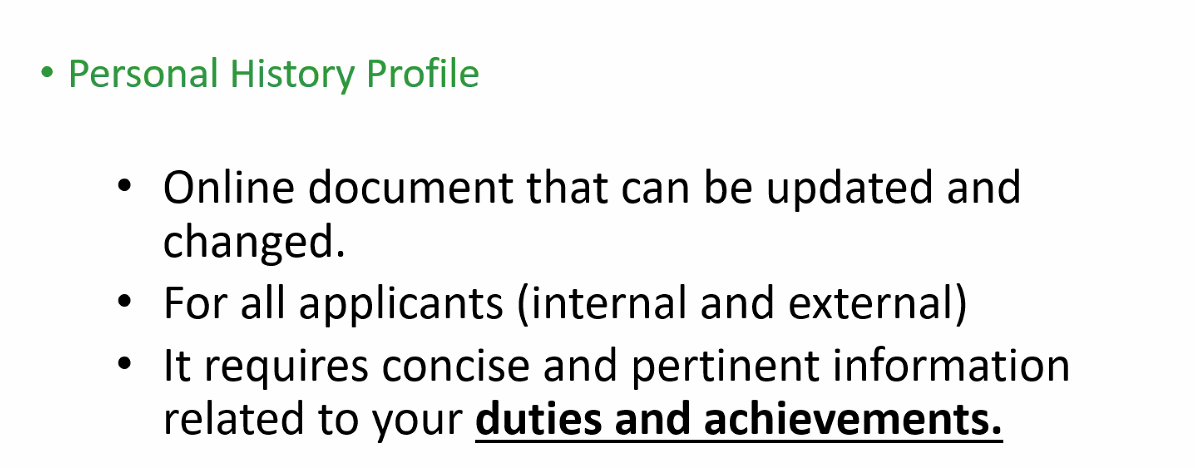 • Personal History Profile
• Online document that can be updated and
changed.
• For all applicants (internal and external)
• It requires concise and pertinent information
related to your duties and achievements.